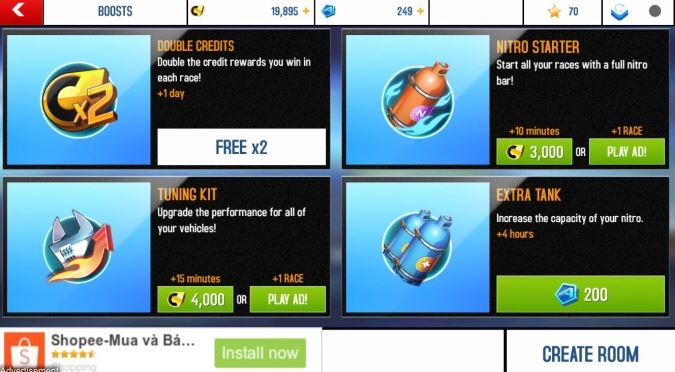 BOOSTS
19,895 +
249 +
70
DOUBLE CREDITS
Double the credit rewards you win in
each race!
+1 day
x2
FREE x2
NITRO STARTER
Start all your races with a full nitro
bar!
N
+10 minutes
3,000
OR
+1 RACE
PLAY AD!
TUNING KIT
Upgrade the performance for all of
your vehicles!
+15 minutes
4,000
OR
+1 RACE
PLAY AD!
EXTRA TANK
Increase the capacity of your nitro.
+4 hours
200
Shopee-Mua và Bá...
Shopping
Install now
Advertisement
CREATE ROOM